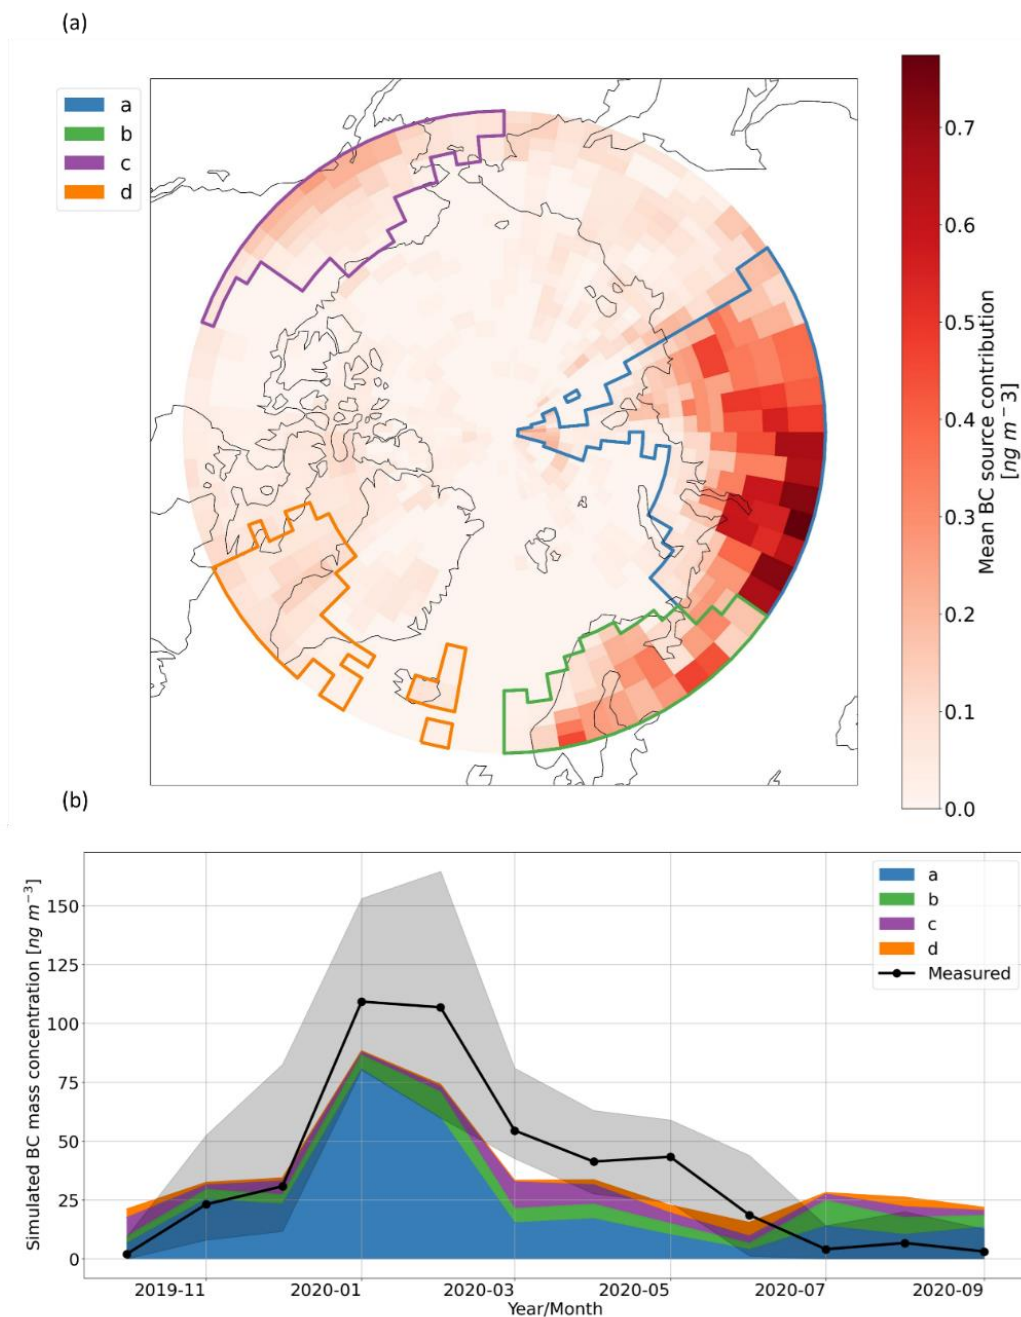 (a)
a
b
c
d
0.7
0.6
0.5
0.4
0.3
0.2
0.1
0.0
Mean BC source contribution
[ng m−3]
(b)
Simulated BC mass concentration [ng m⁻³]
150
125
100
75
50
25
0
a
b
c
d
Measured
2019-11
2020-01
2020-03
2020-05
2020-07
2020-09
Year/Month